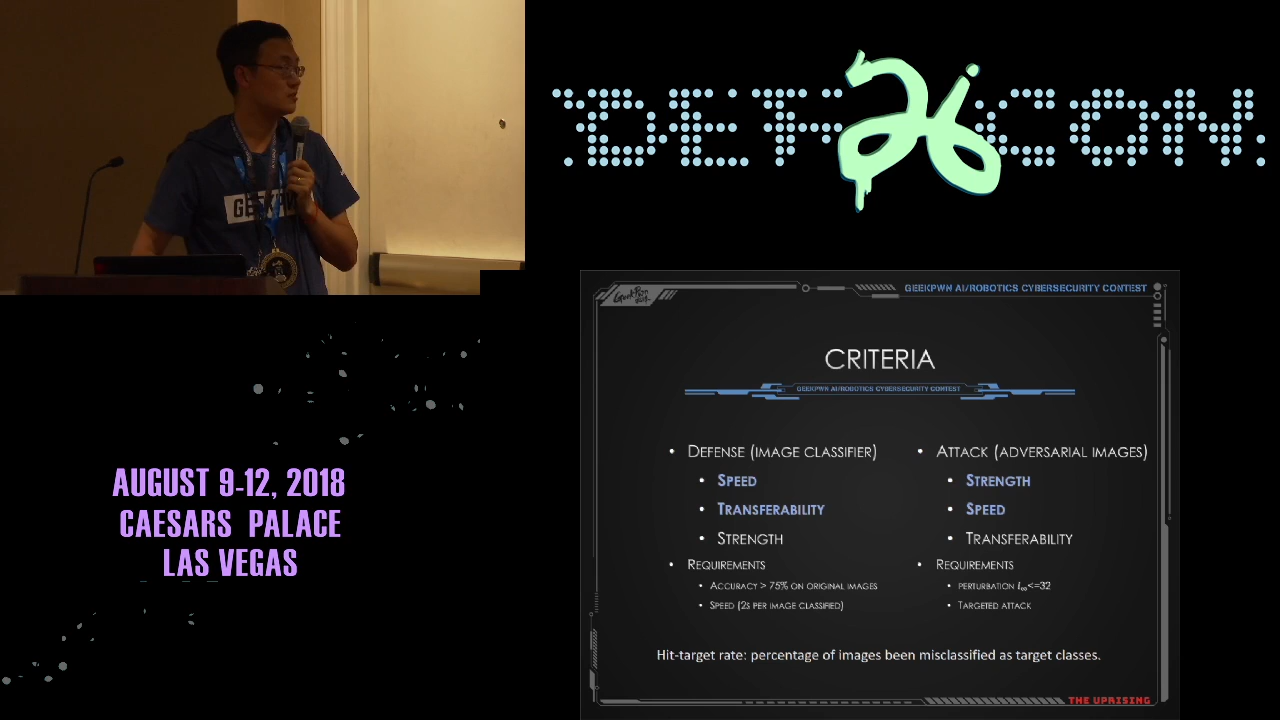 DEF CON
26
GEEKPWN
AUGUST 9-12, 2018
CAESARS PALACE
LAS VEGAS
GeekPwn
GEEKPWN AI/ROBOTICS CYBERSECURITY CONTEST
CRITERIA
GEEKPWN AI/ROBOTICS CYBERSECURITY CONTEST
• DEFENSE (IMAGE CLASSIFIER)
• SPEED
• TRANSFERABILITY
• STRENGTH
• REQUIREMENTS
• ACCURACY > 75% ON ORIGINAL IMAGES
• SPEED (2S PER IMAGE CLASSIFIED)
• ATTACK (ADVERSARIAL IMAGES)
• STRENGTH
• SPEED
• TRANSFERABILITY
• REQUIREMENTS
• PERTURBATION l∞<=32
• TARGETED ATTACK
Hit-target rate: percentage of images been misclassified as target classes.
THE UPRISING